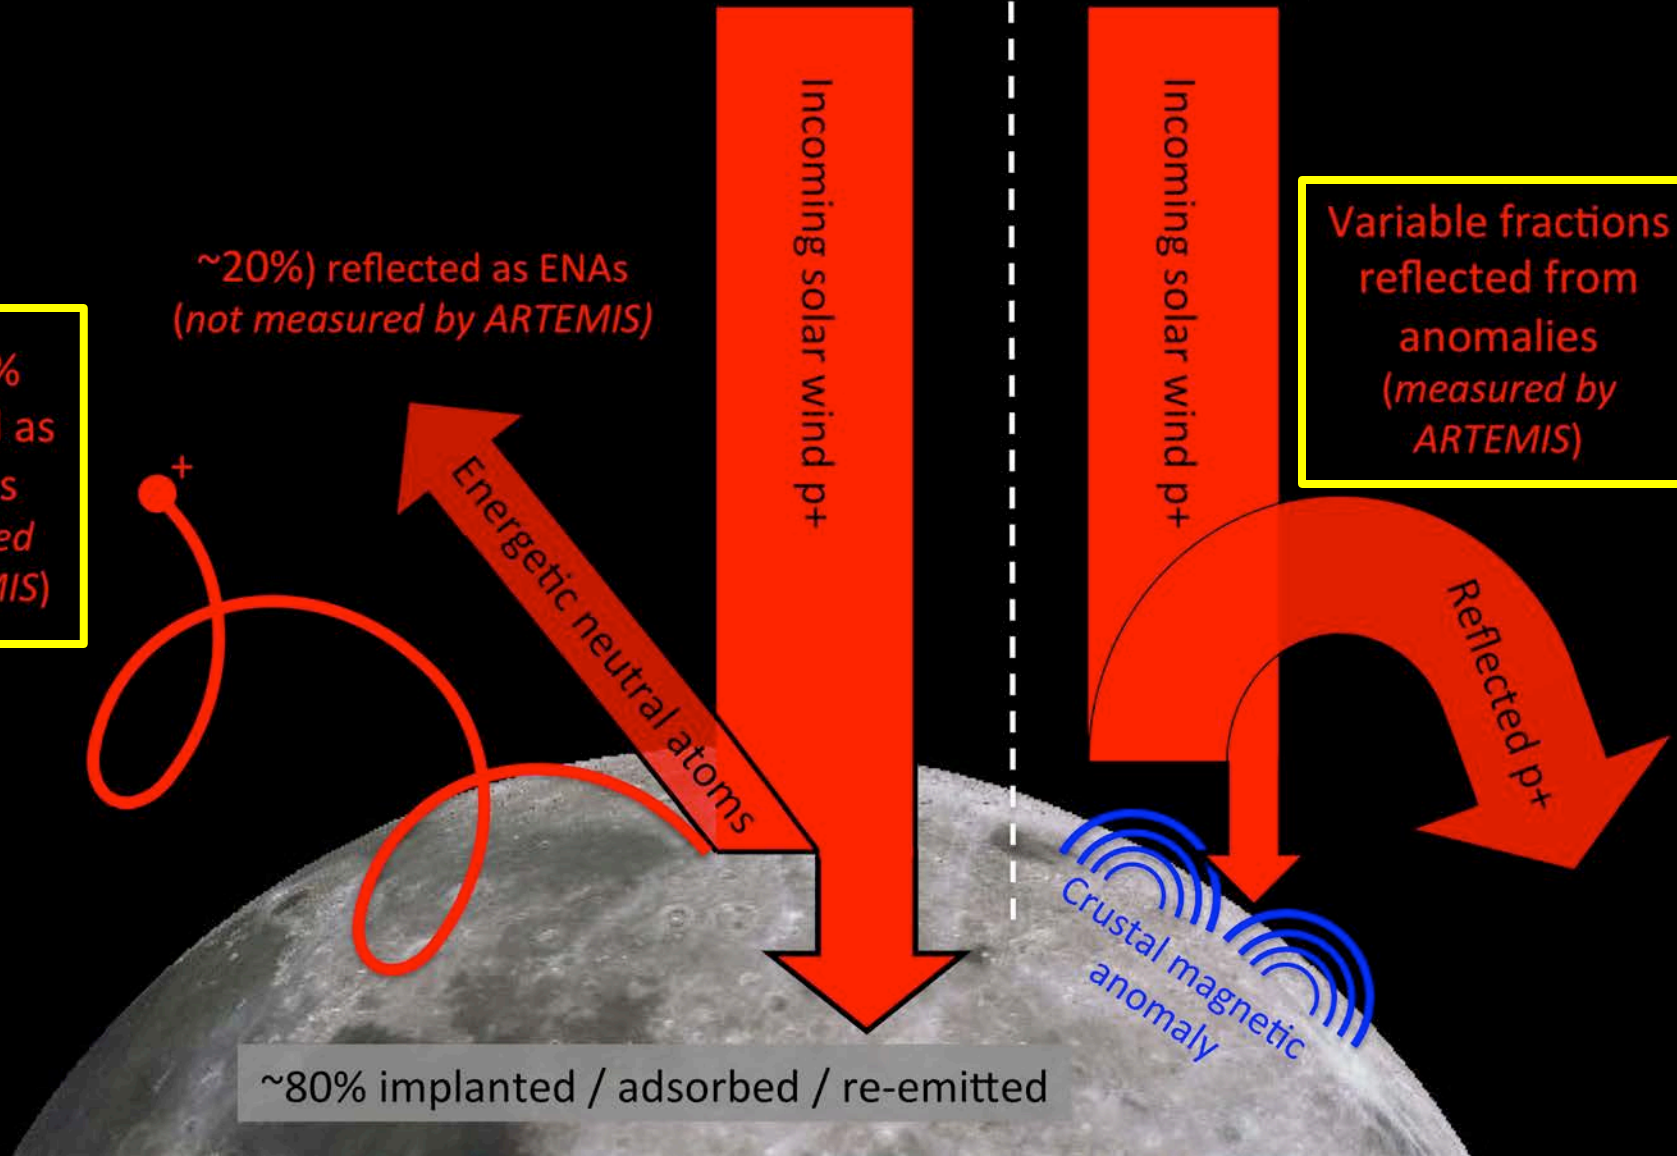 Incoming solar wind p+
Incoming solar wind p+
Variable fractions
reflected from
anomalies
(measured by
ARTEMIS)
~20%) reflected as ENAs
(not measured by ARTEMIS)
%
as
+
Energetic neutral atoms
Reflected p+
Crustal magnetic
anomaly
~80% implanted / adsorbed / re-emitted